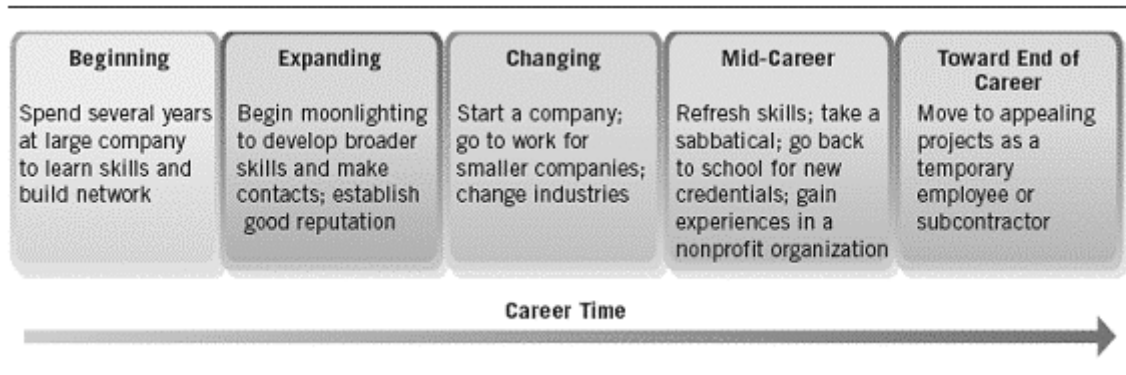 Beginning
Spend several years
at large company
to learn skills and
build network
Expanding
Begin moonlighting
to develop broader
skills and make
contacts; establish
good reputation
Changing
Start a company;
go to work for
smaller companies;
change industries
Mid-Career
Refresh skills; take a
sabbatical; go back
to school for new
credentials; gain
experiences in a
nonprofit organization
Toward End of
Career
Move to appealing
projects as a
temporary
employee or
subcontractor
Career Time